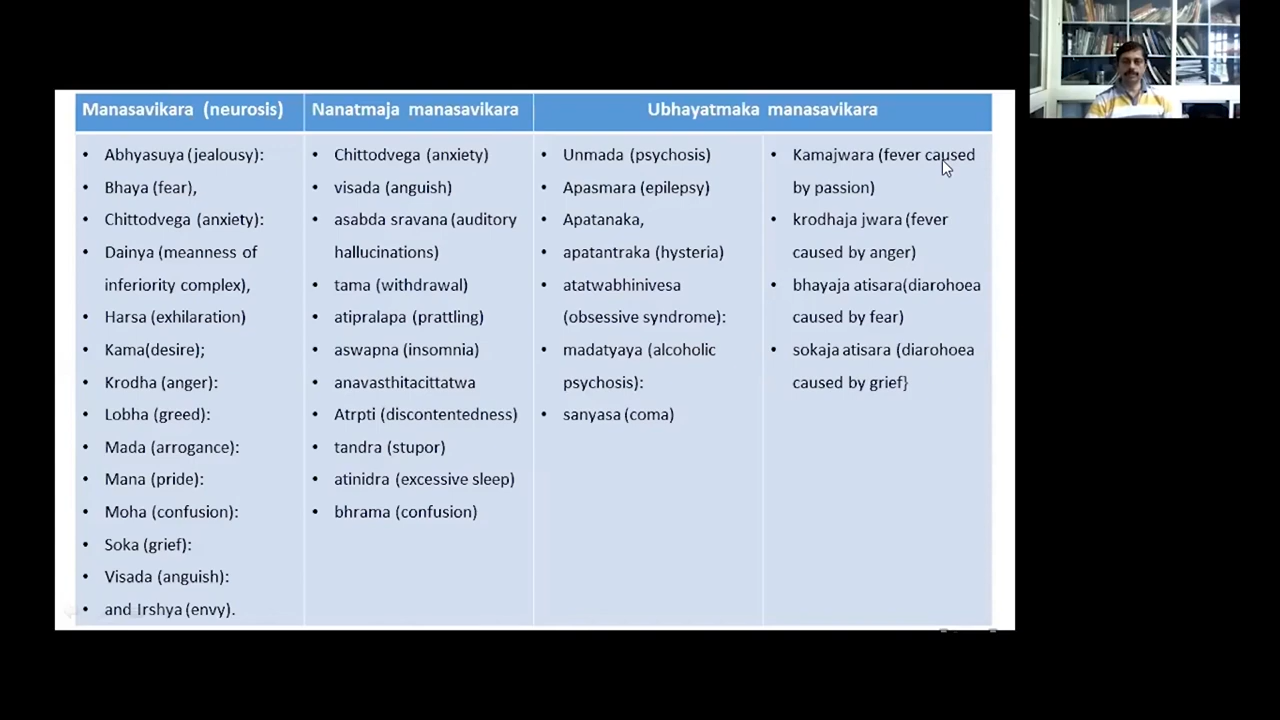 Manasavikara (neurosis)
Nanatmaja manasavikara
Ubhayatmaka manasavikara
• Abhyasuya (jealousy):
• Bhaya (fear),
• Chittodvega (anxiety):
• Dainya (meanness of
inferiority complex),
• Harsa (exhilaration)
• Kama(desire);
• Krodha (anger):
• Lobha (greed):
• Mada (arrogance):
• Mana (pride):
• Moha (confusion):
• Soka (grief):
• Visada (anguish):
• and Irshya (envy).
• Chittodvega (anxiety)
• visada (anguish)
• asabda sravana (auditory
hallucinations)
• tama (withdrawal)
• atipralapa (prattling)
• aswapna (insomnia)
• anavasthitacittatwa
• Atrpti (discontentedness)
• tandra (stupor)
• atinidra (excessive sleep)
• bhrama (confusion)
• Unmada (psychosis)
• Apasmara (epilepsy)
• Apatanaka,
• apatantraka (hysteria)
• atatwabhinivesa
(obsessive syndrome):
• madatyaya (alcoholic
psychosis):
• sanyasa (coma)
• Kamajwara (fever caused
by passion)
• krodhaja jwara (fever
caused by anger)
• bhayaja atisara(diarohoea
caused by fear)
• sokaja atisara (diarohoea
caused by grief}